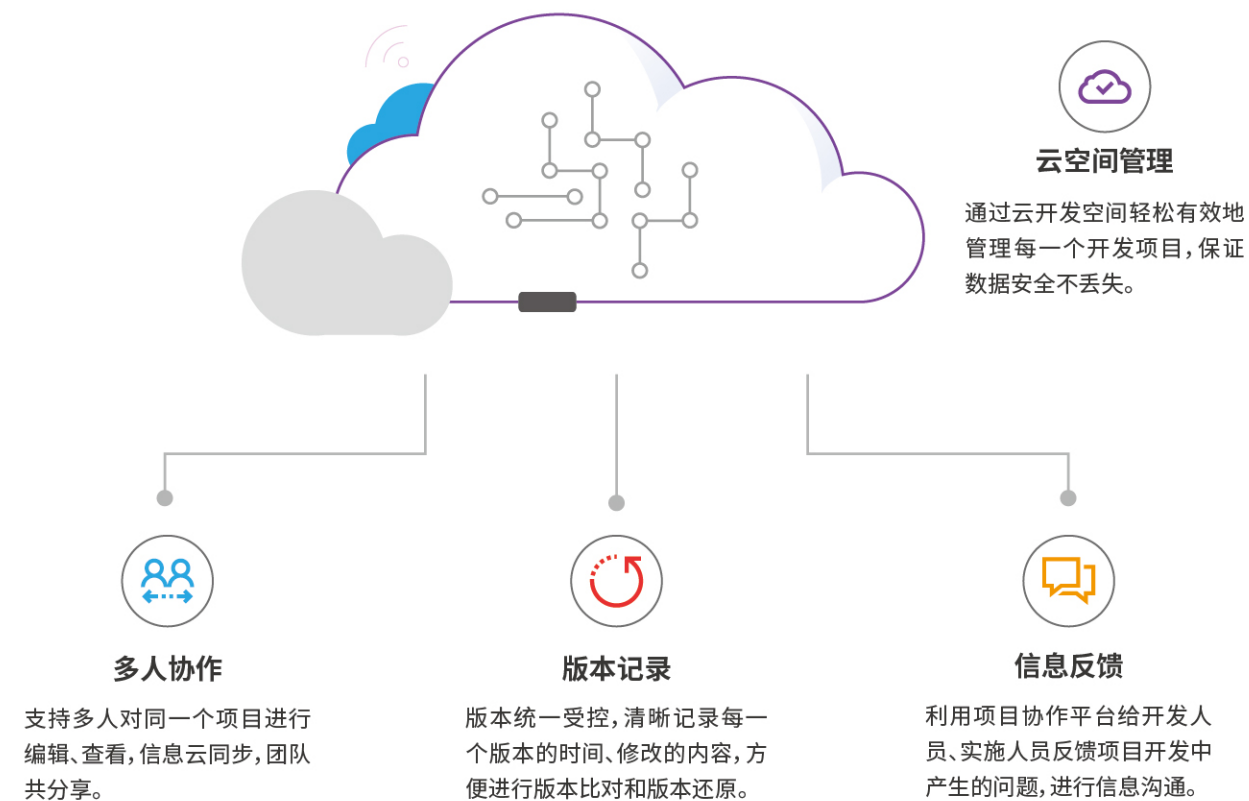 云空间管理
通过云开发空间轻松有效地
管理每一个开发项目,保证
数据安全不丢失。
多人协作
支持多人对同一个项目进行
编辑、查看,信息云同步,团队
共分享。
版本记录
版本统一受控,清晰记录每一
个版本的时间、修改的内容,方
便进行版本比对和版本还原。
信息反馈
利用项目协作平台给开发人
员、实施人员反馈项目开发中
产生的问题,进行信息沟通。